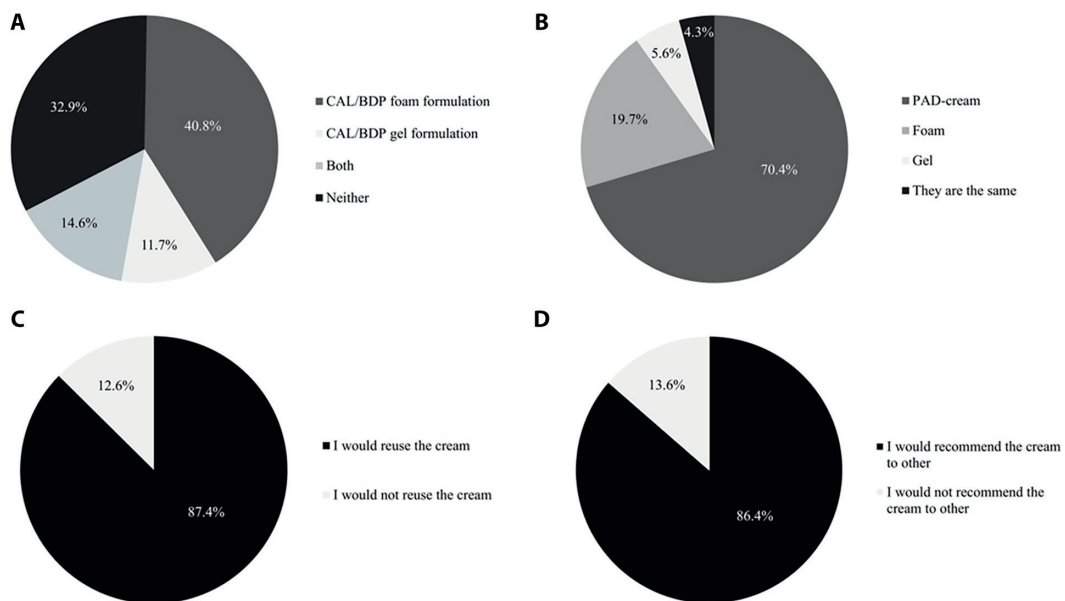 A
32.9%
40.8%
14.6%
11.7%
CAL/BDP foam formulation
CAL/BDP gel formulation
Both
Neither
B
4.3%
5.6%
19.7%
70.4%
PAD-cream
Foam
Gel
They are the same
C
12.6%
87.4%
I would reuse the cream
I would not reuse the cream
D
13.6%
86.4%
I would recommend the cream
to other
I would not recommend the
cream to other